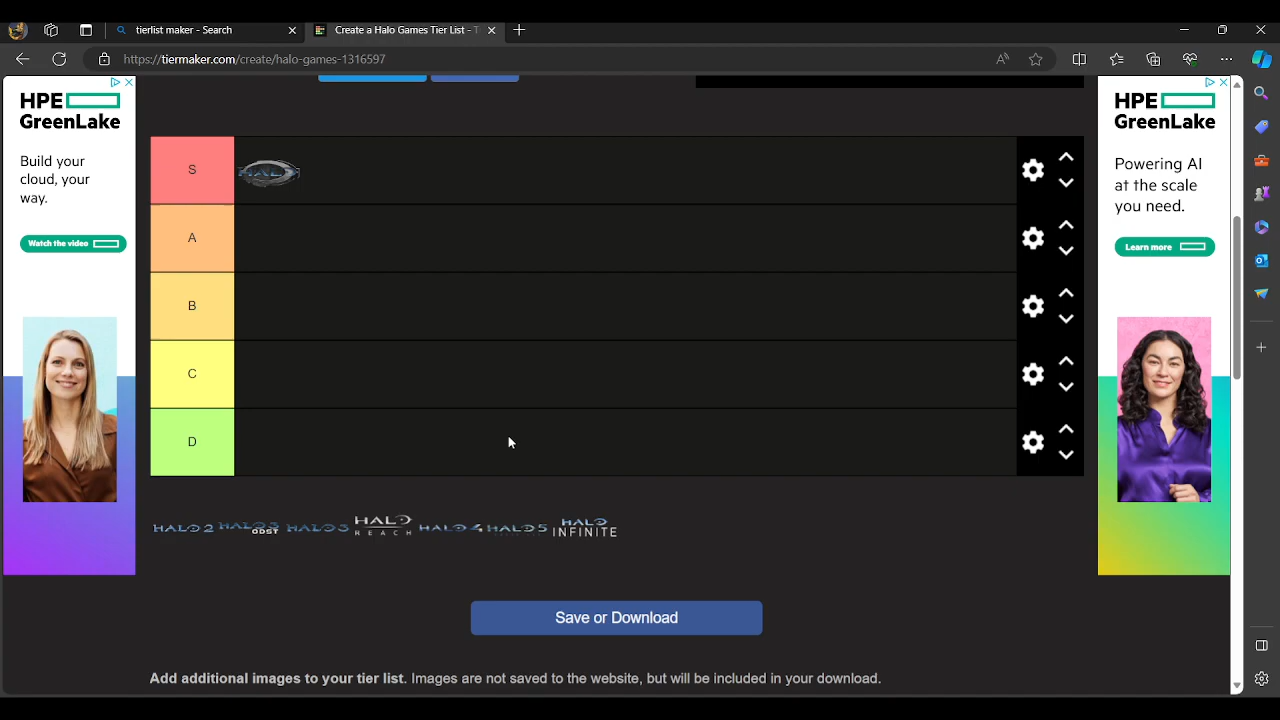 tierlist maker - Search
Create a Halo Games Tier List - T
https://tiermaker.com/create/halo-games-1316597
HPE
GreenLake
Build your
cloud, your
way.
Watch the video
S
HALO
A
B
C
D
HALO 2
HALO 3
ODST
HALO 3
HALO
REACH
HALO 4
HALO 5
HALO
INFINITE
Save or Download
Add additional images to your tier list. Images are not saved to the website, but will be included in your download.
HPE
GreenLake
Powering AI
at the scale
you need.
Learn more